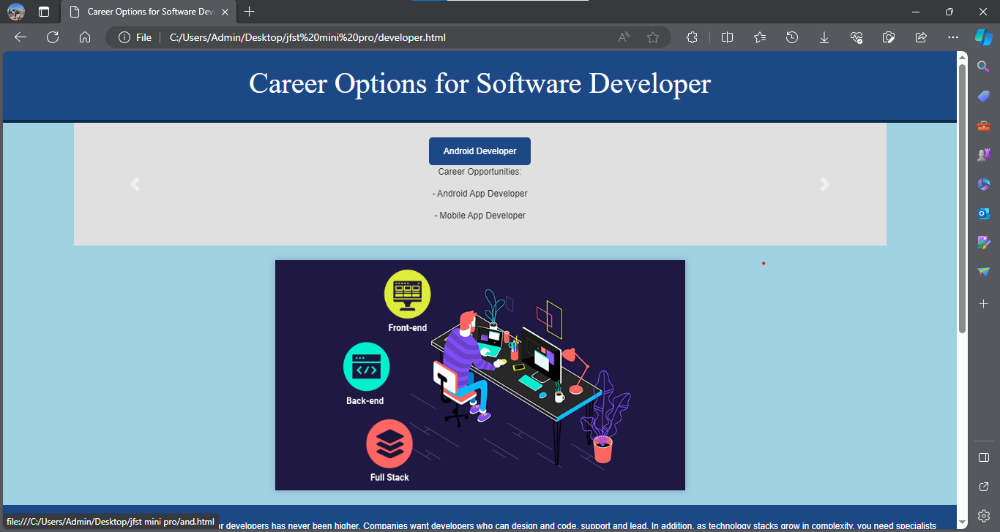 Career Options for Software Dev
File
C:/Users/Admin/Desktop/jfst%20mini%20pro/developer.html
Career Options for Software Developer
Android Developer
Career Opportunities:
- Android App Developer
- Mobile App Developer
Front-end
Back-end
Full Stack
file:///C:/Users/Admin/Desktop/jfst mini pro/and.html
or developers has never been higher. Companies want developers who can design and code, support and lead. In addition, as technology stacks grow in complexity, you need specialists